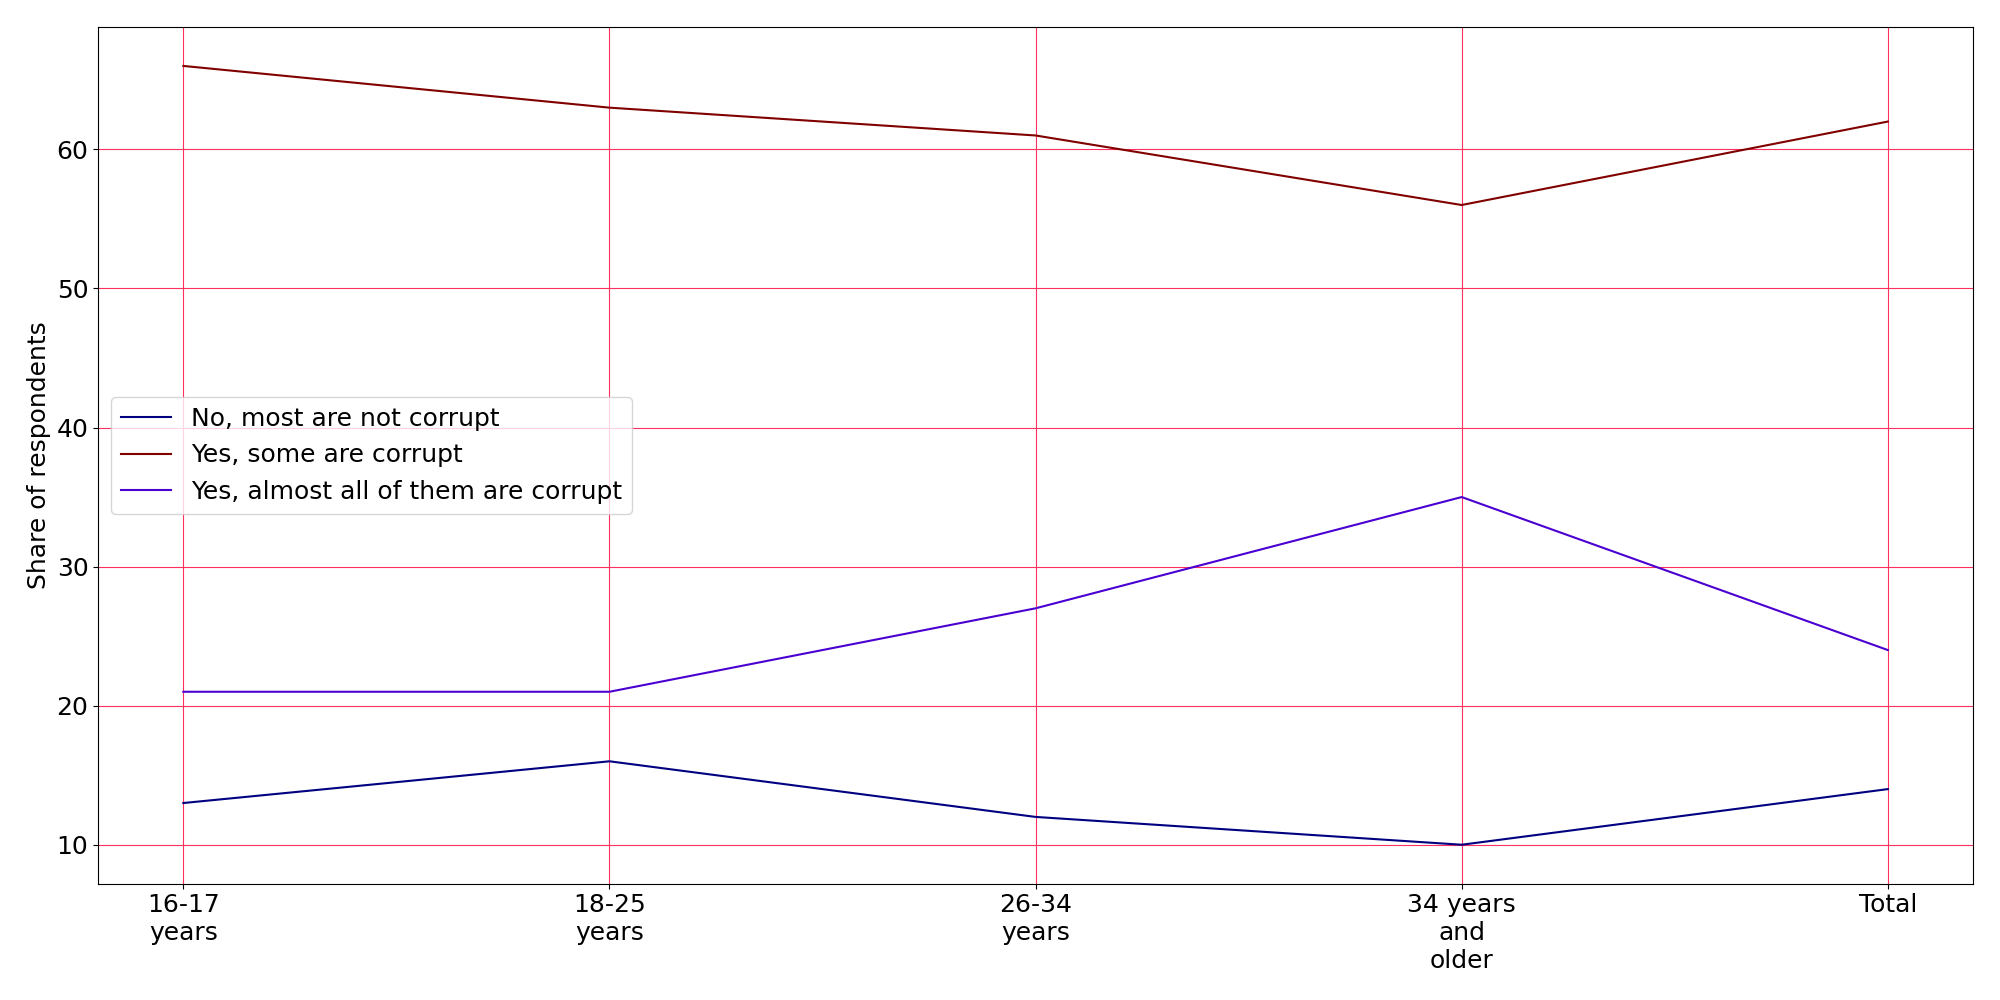 Share of respondents
60
50
40
30
20
10
No, most are not corrupt
Yes, some are corrupt
Yes, almost all of them are corrupt
16-17
years
18-25
years
26-34
years
34 years
and
older
Total